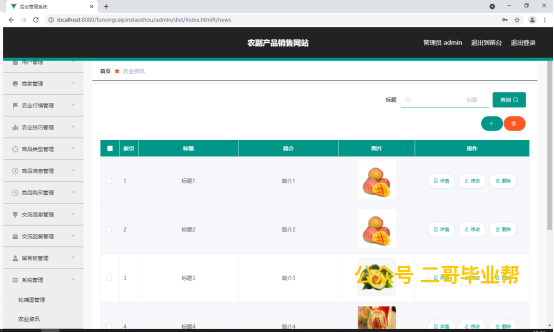 后台管理系统
localhost:8080/funongcaipinxiaoshou/admin/dist/index.html#/news
农副产品销售网站
管理员 admin 退出到前台 退出登录
用户管理
商家管理
农业行情管理
农业技巧管理
商品类型管理
商品信息管理
商品购买管理
交流话题管理
交流回复管理
留言板管理
系统管理
轮播图管理
农业资讯
首页 农业资讯
标题 标题 查询
+
索引 标题 简介 图片 操作
1 标题1 简介1 详情 修改 删除
2 标题2 简介2 详情 修改 删除
3 标题3 简介3 详情 修改 删除
4 标题4 简介4 详情 修改 删除
公众号 二哥毕业帮